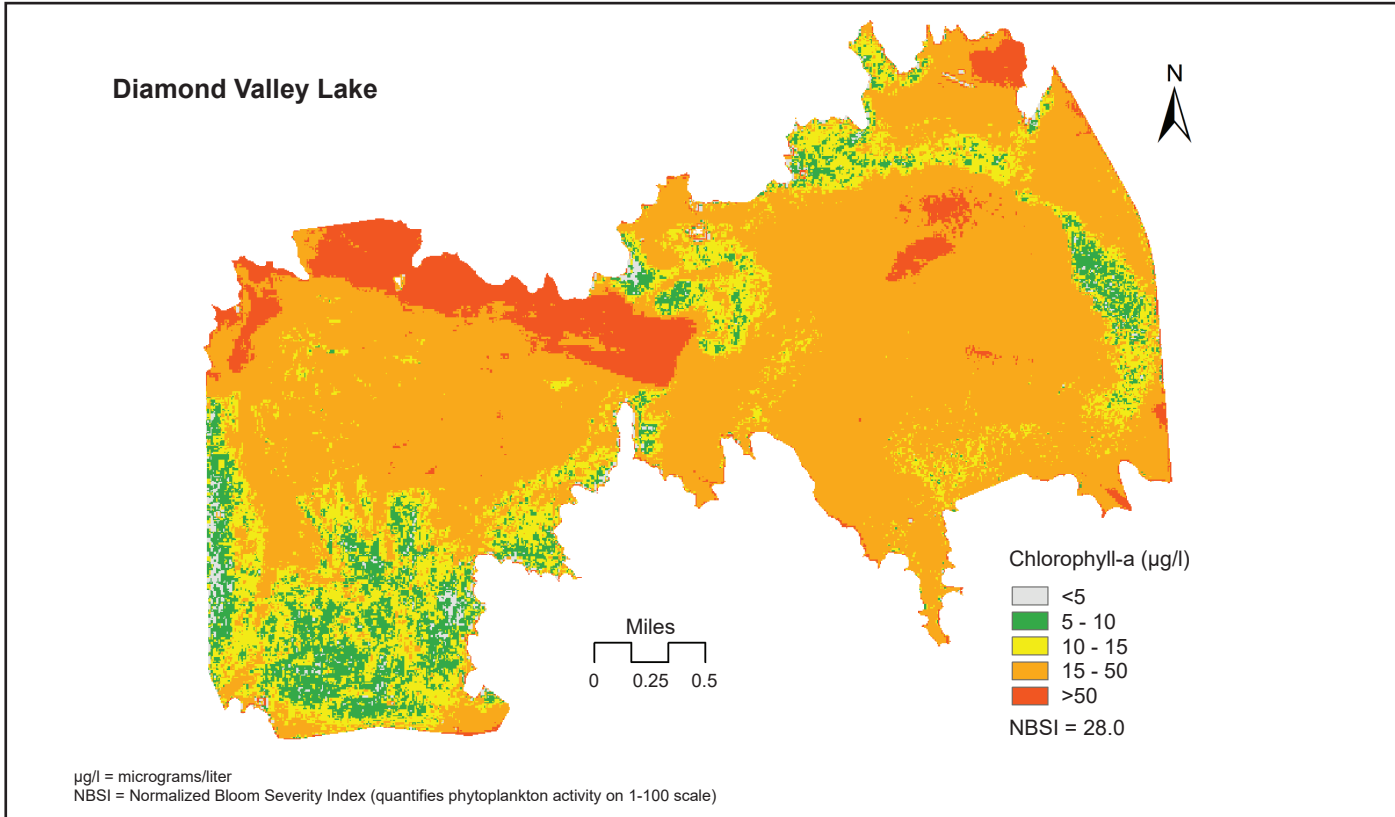 Diamond Valley Lake
N
Chlorophyll-a (µg/l)
<5
5 - 10
10 - 15
15 - 50
>50
NBSI = 28.0
Miles
0 0.25 0.5
µg/l = micrograms/liter
NBSI = Normalized Bloom Severity Index (quantifies phytoplankton activity on 1-100 scale)